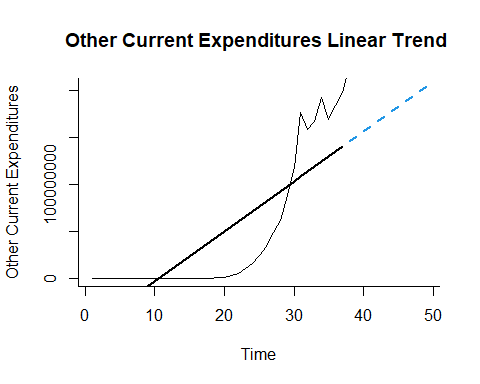 Other Current Expenditures Linear Trend
Other Current Expenditures
100000000
0
0 10 20 30 40 50
Time